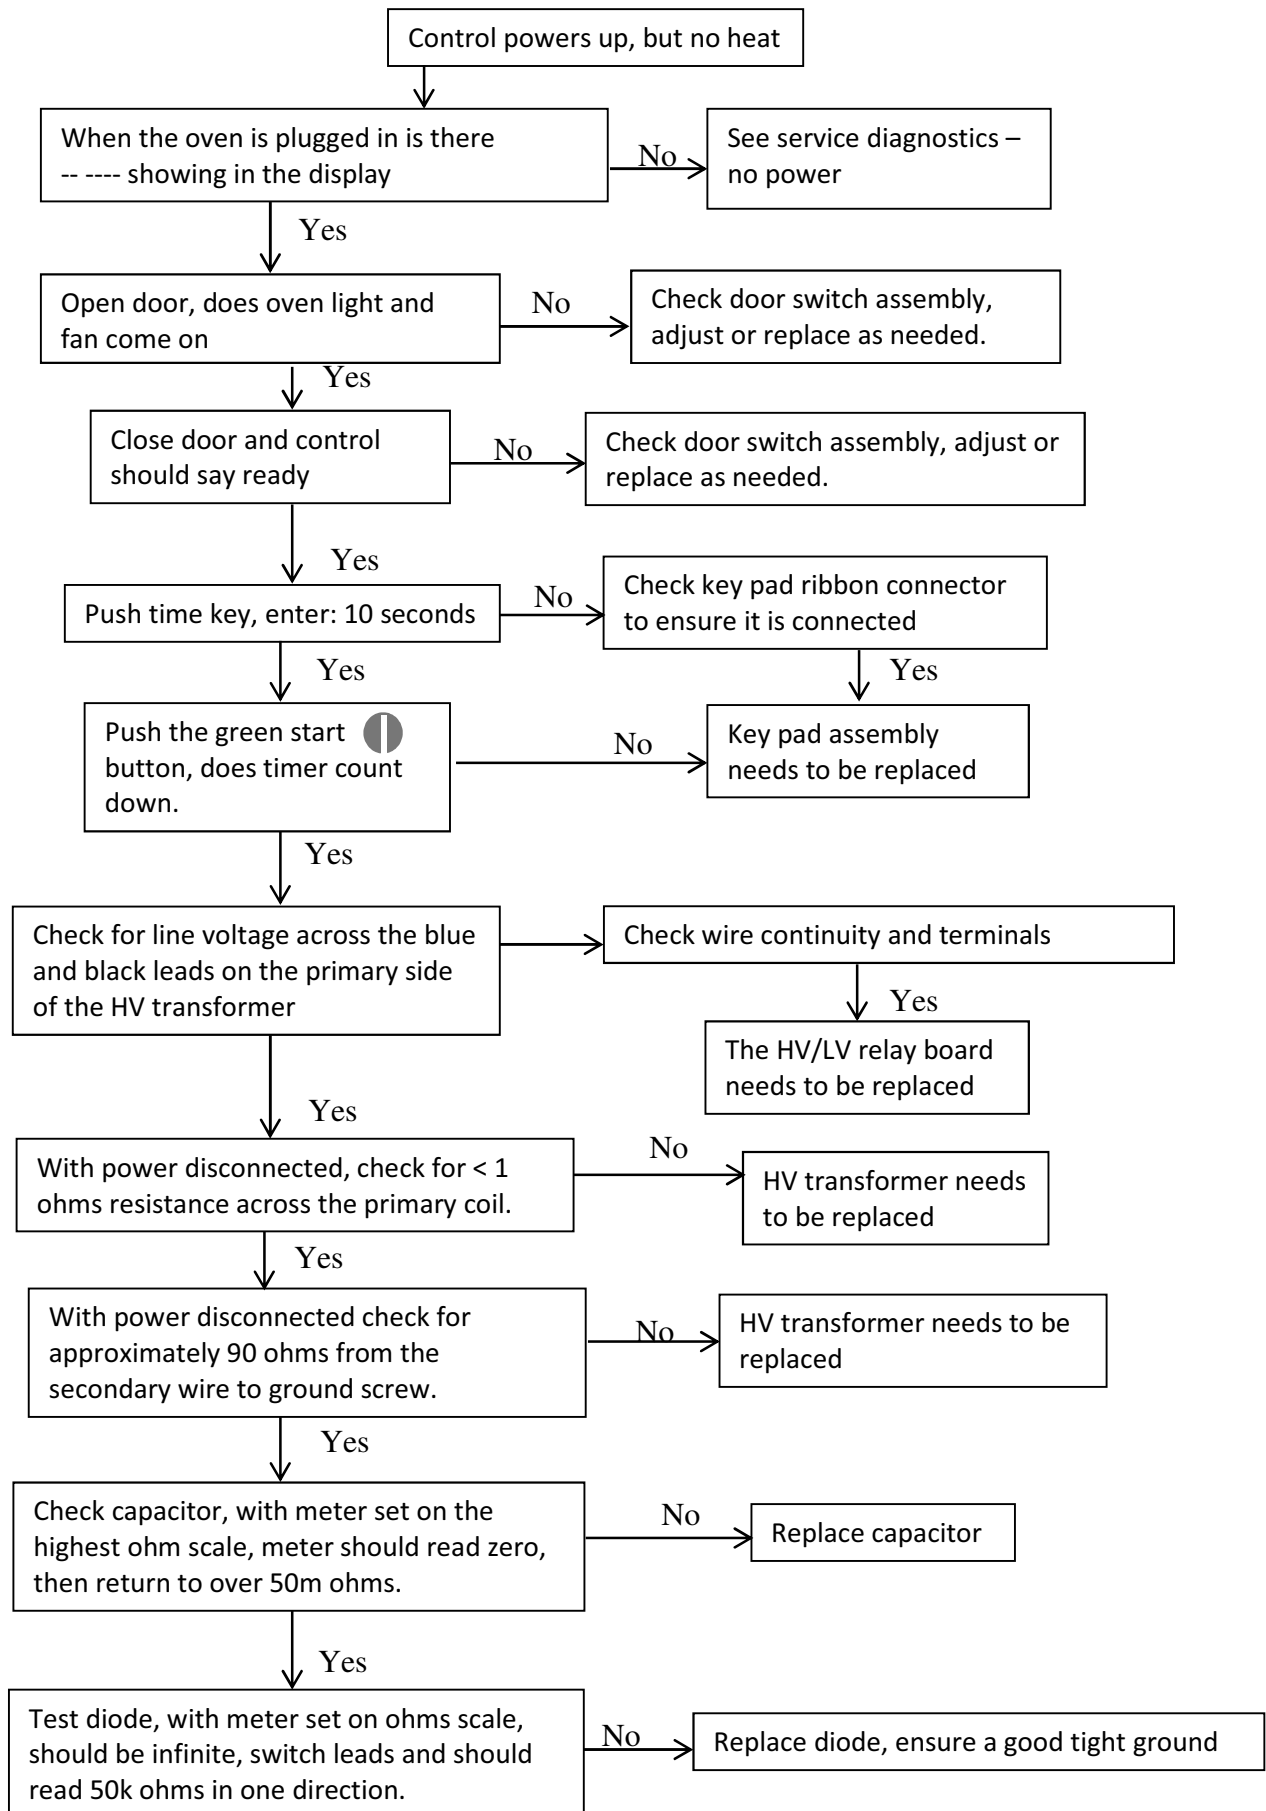 Control powers up, but no heat
When the oven is plugged in is there
-- ---- showing in the display
No
See service diagnostics –
no power
Yes
Open door, does oven light and
fan come on
No
Check door switch assembly,
adjust or replace as needed.
Yes
Close door and control
should say ready
No
Check door switch assembly, adjust or
replace as needed.
Yes
Push time key, enter: 10 seconds
No
Check key pad ribbon connector
to ensure it is connected
Yes
Yes
Push the green start
button, does timer count
down.
No
Key pad assembly
needs to be replaced
Yes
Check for line voltage across the blue
and black leads on the primary side
of the HV transformer
Check wire continuity and terminals
Yes
The HV/LV relay board
needs to be replaced
Yes
With power disconnected, check for < 1
ohms resistance across the primary coil.
No
HV transformer needs
to be replaced
Yes
With power disconnected check for
approximately 90 ohms from the
secondary wire to ground screw.
No
HV transformer needs to be
replaced
Yes
Check capacitor, with meter set on the
highest ohm scale, meter should read zero,
then return to over 50m ohms.
No
Replace capacitor
Yes
Test diode, with meter set on ohms scale,
should be infinite, switch leads and should
read 50k ohms in one direction.
No
Replace diode, ensure a good tight ground